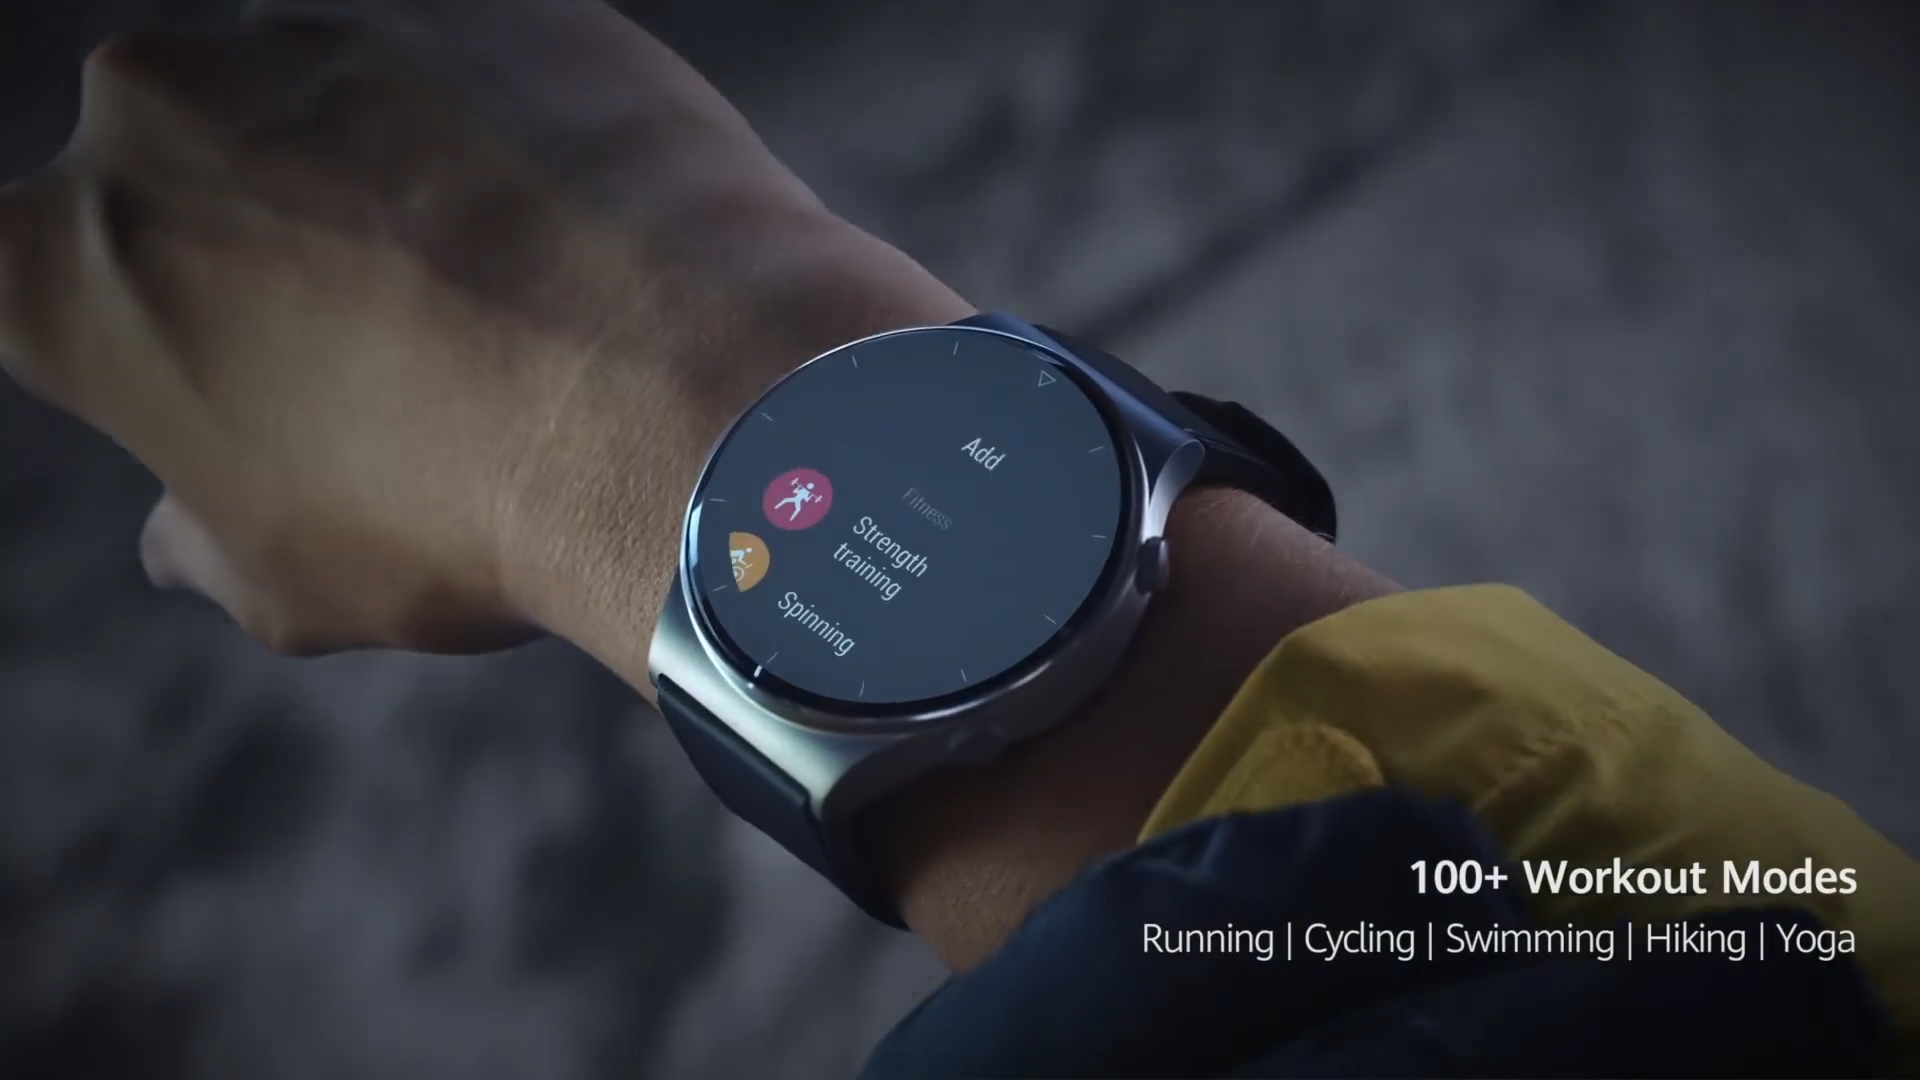 Add
Fitness
Strength
training
Spinning
100+ Workout Modes
Running | Cycling | Swimming | Hiking | Yoga